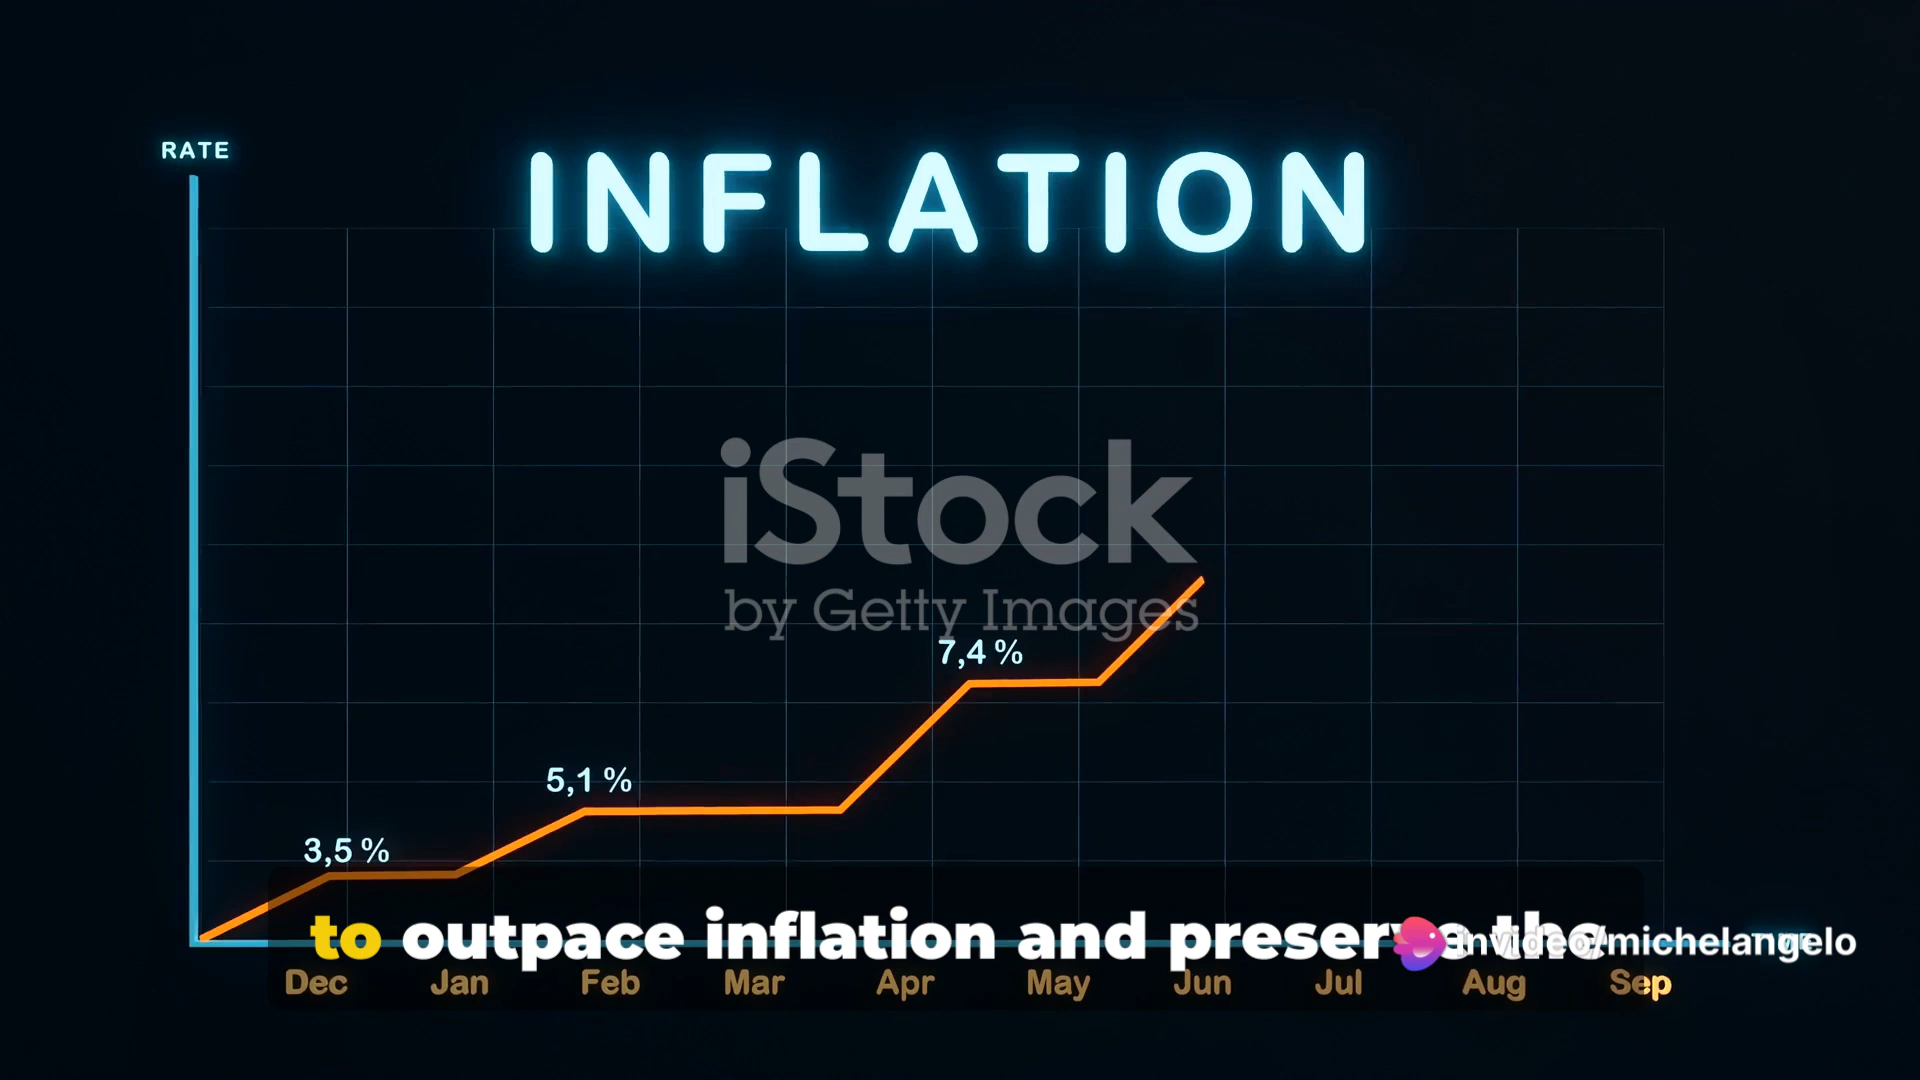 RATE
INFLATION
iStock
by Getty Images
7,4 %
5,1 %
3,5 %
to outpace inflation and preserve the
invideo/michelangelo
Dec Jan Feb Mar Apr May Jun Jul Aug Sep